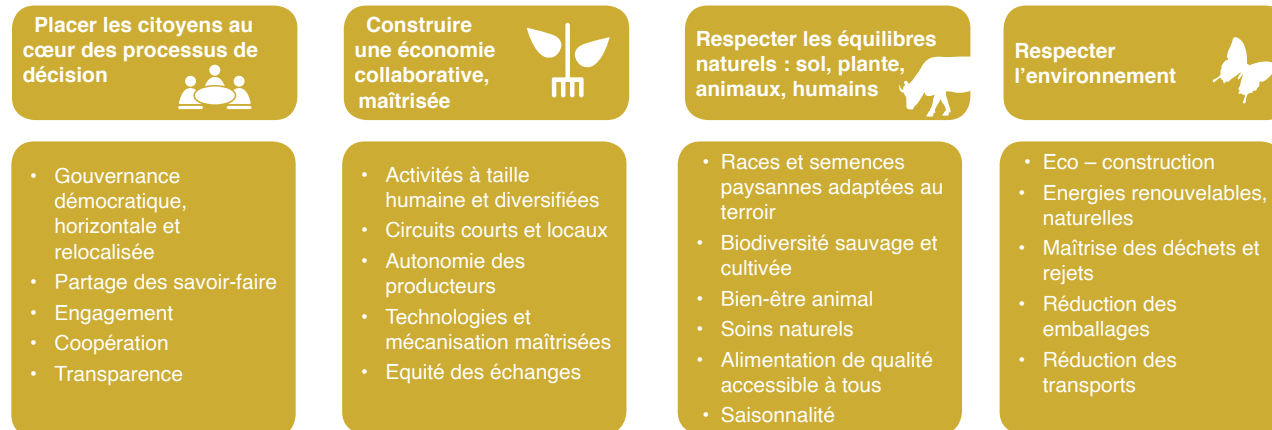 Placer les citoyens au
cœur des processus de
décision
• Gouvernance
démocratique,
horizontale et
relocalisée
• Partage des savoir-faire
• Engagement
• Coopération
• Transparence
Construire
une économie
collaborative,
maîtrisée
• Activités à taille
humaine et diversifiées
• Circuits courts et locaux
• Autonomie des
producteurs
• Technologies et
mécanisation maîtrisées
• Equité des échanges
Respecter les équilibres
naturels : sol, plante,
animaux, humains
• Races et semences
paysannes adaptées au
terroir
• Biodiversité sauvage et
cultivée
• Bien-être animal
• Soins naturels
• Alimentation de qualité
accessible à tous
• Saisonnalité
Respecter
l’environnement
• Eco – construction
• Energies renouvelables,
naturelles
• Maîtrise des déchets et
rejets
• Réduction des
emballages
• Réduction des
transports